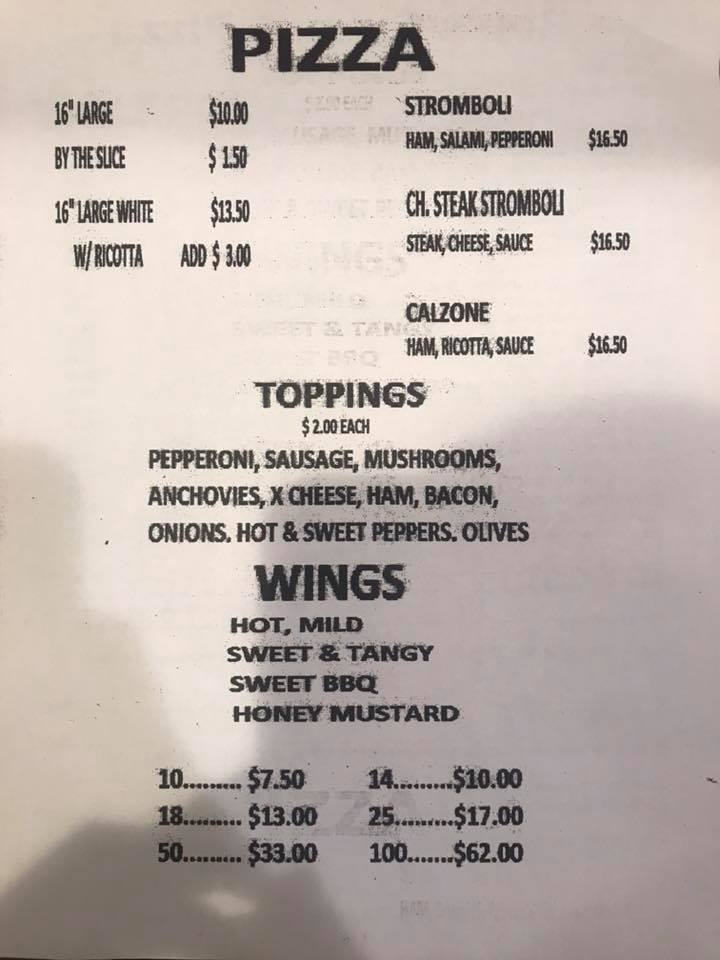 PIZZA
16" LARGE $10.00
BY THE SLICE $ 1.50
16" LARGE WHITE $13.50
W/ RICOTTA ADD $ 3.00
STROMBOLI
HAM, SALAMI, PEPPERONI $16.50
CH. STEAK STROMBOLI
STEAK, CHEESE, SAUCE $16.50
CALZONE
HAM, RICOTTA, SAUCE $16.50
TOPPINGS
$ 2.00 EACH
PEPPERONI, SAUSAGE, MUSHROOMS,
ANCHOVIES, X CHEESE, HAM, BACON,
ONIONS. HOT & SWEET PEPPERS. OLIVES
WINGS
HOT, MILD
SWEET & TANGY
SWEET BBQ
HONEY MUSTARD
10......... $7.50 14.........$10.00
18......... $13.00 25.........$17.00
50......... $33.00 100.......$62.00